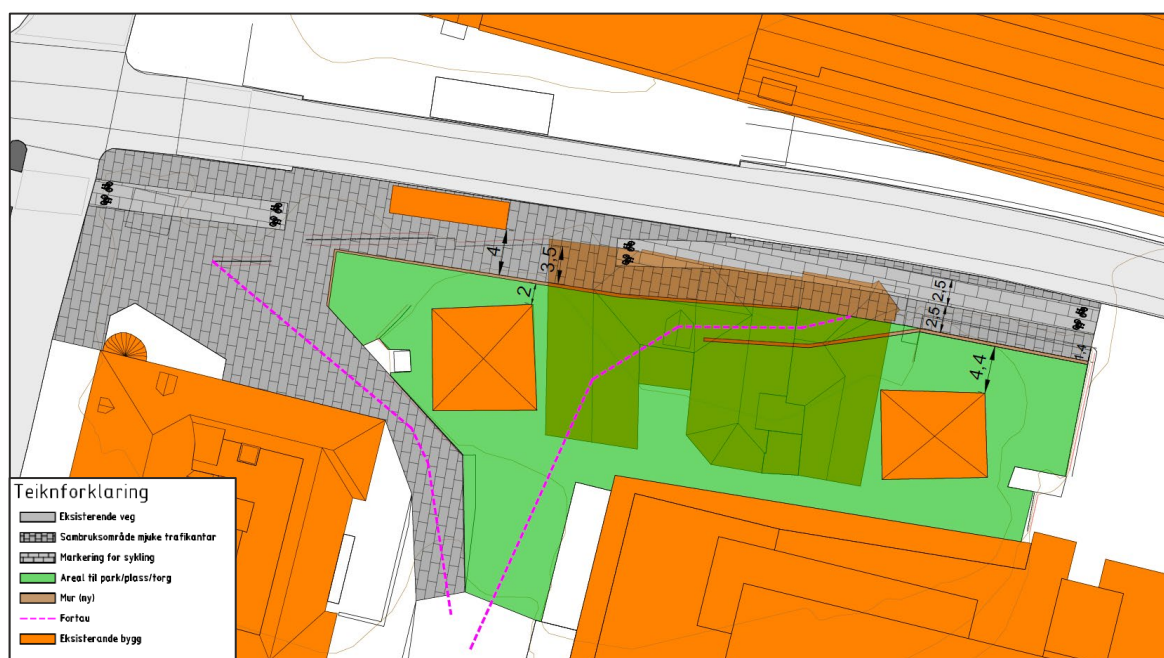 4
3,5
2
2,5
2,5
1,4
4,4
Teiknforklaring
Eksisterende veg
Sambruksområde mjuke trafikantar
Markering for sykling
Areal til park/plass/torg
Mur (ny)
Fortau
Eksisterande bygg